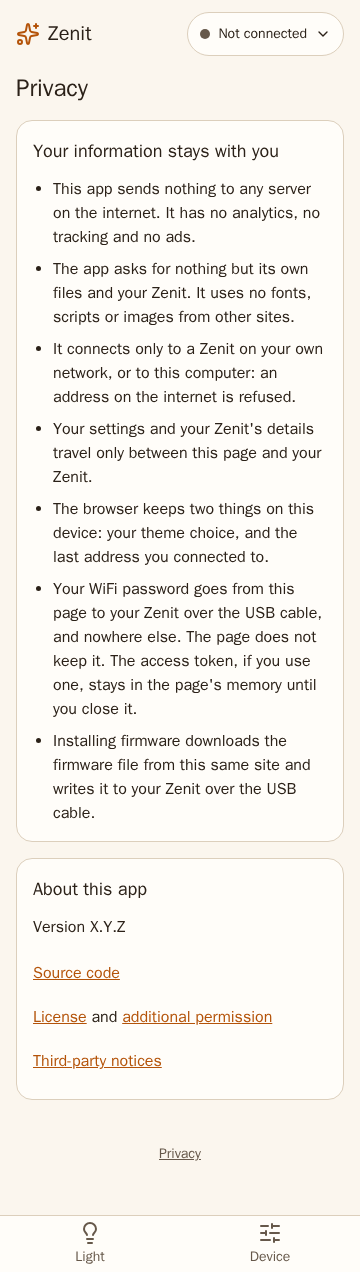 Zenit
Not connected
Privacy
Your information stays with you
• This app sends nothing to any server
on the internet. It has no analytics, no
tracking and no ads.
• The app asks for nothing but its own
files and your Zenit. It uses no fonts,
scripts or images from other sites.
• It connects only to a Zenit on your own
network, or to this computer: an
address on the internet is refused.
• Your settings and your Zenit's details
travel only between this page and your
Zenit.
• The browser keeps two things on this
device: your theme choice, and the
last address you connected to.
• Your WiFi password goes from this
page to your Zenit over the USB cable,
and nowhere else. The page does not
keep it. The access token, if you use
one, stays in the page's memory until
you close it.
• Installing firmware downloads the
firmware file from this same site and
writes it to your Zenit over the USB
cable.
About this app
Version X.Y.Z
Source code
License and additional permission
Third-party notices
Privacy
Light
Device